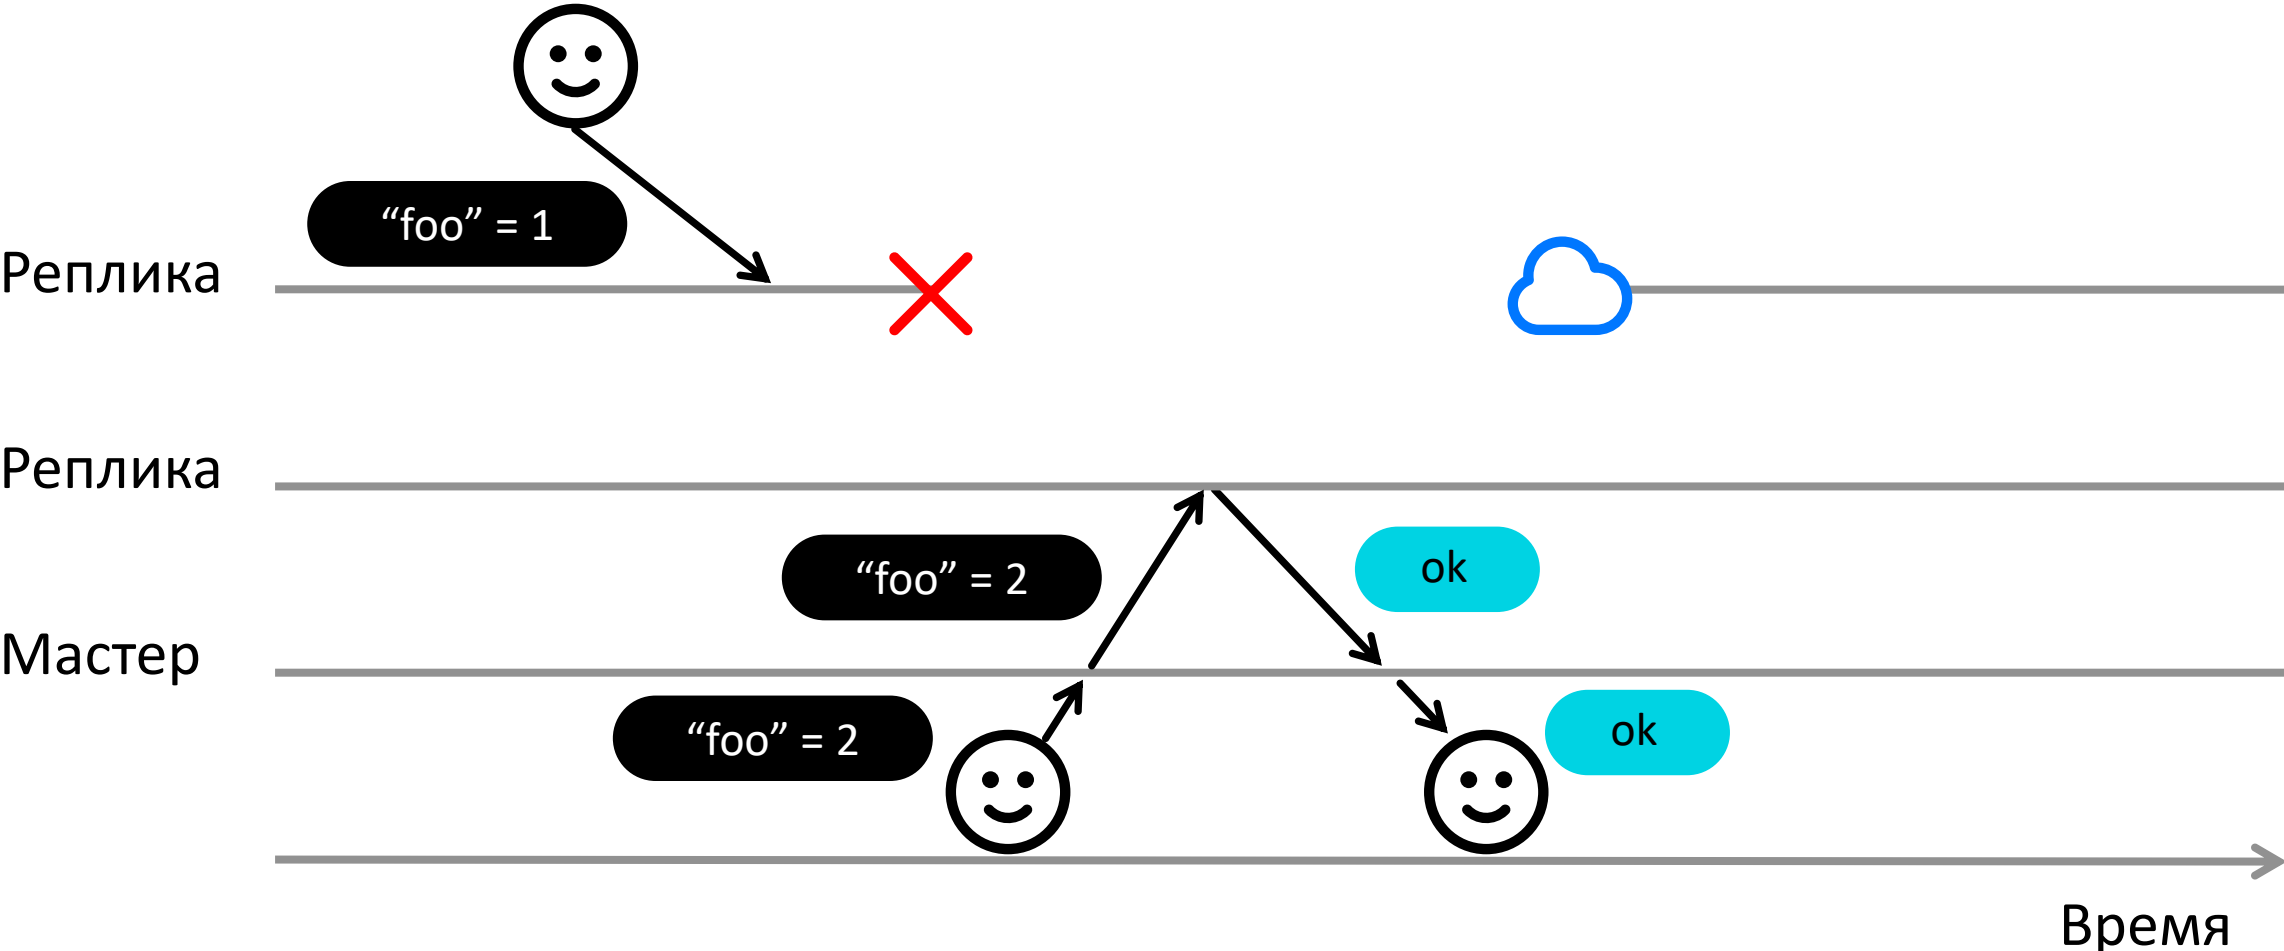 “foo” = 1
Реплика
Реплика
“foo” = 2
ok
Мастер
“foo” = 2
ok
Время